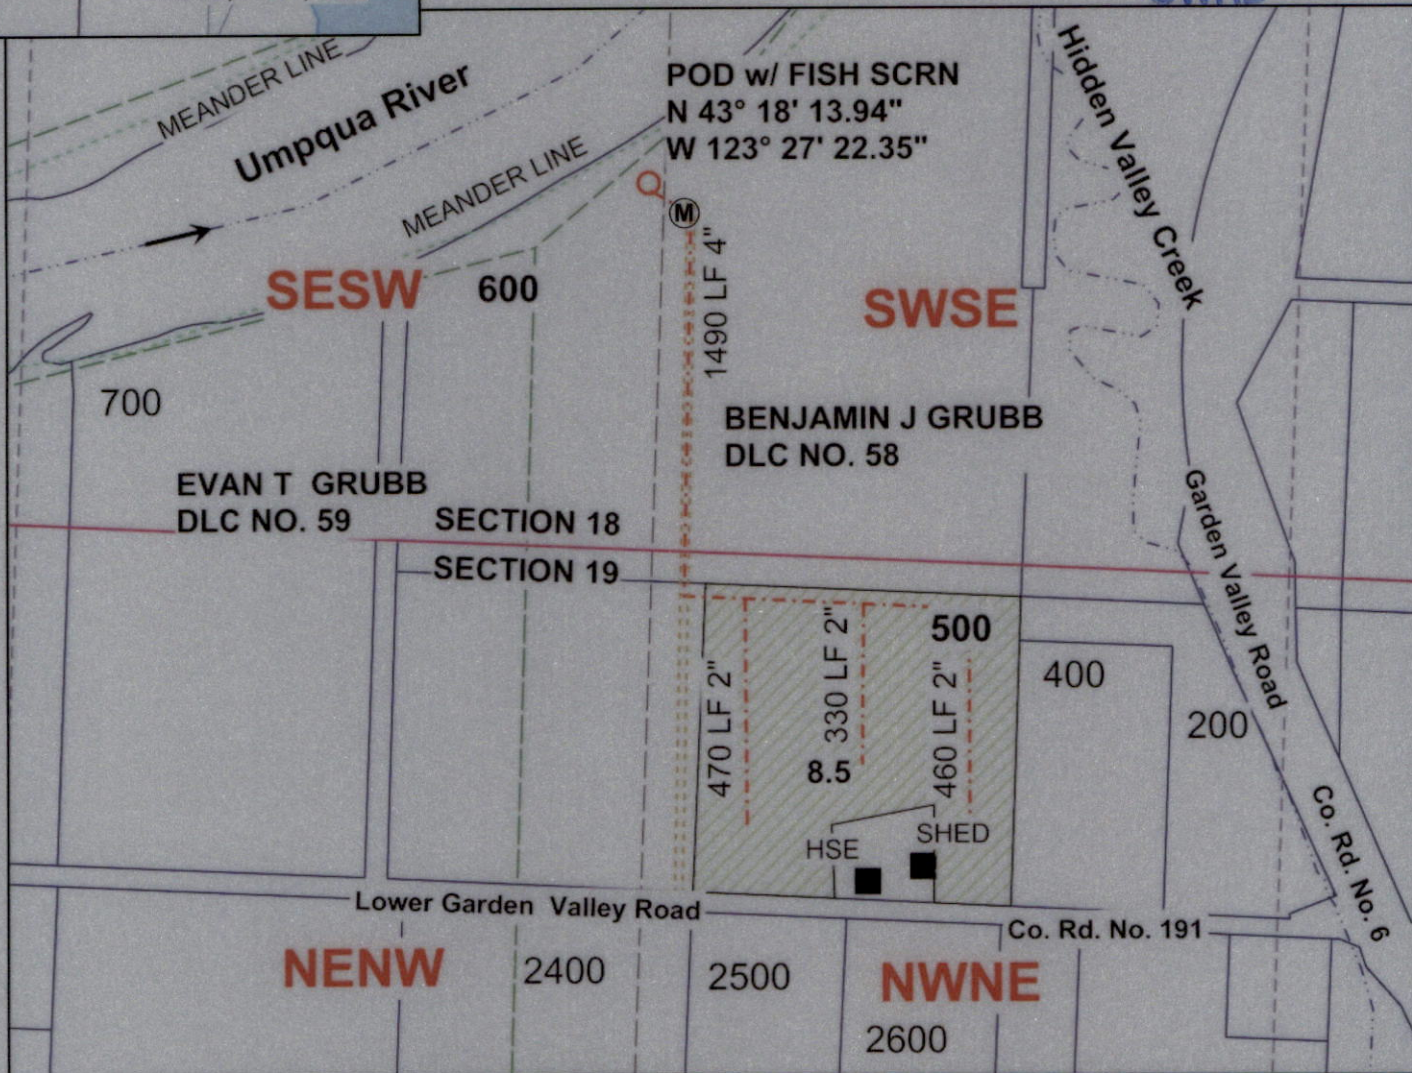 MEANDER LINE
Umpqua River
MEANDER LINE
POD w/ FISH SCRN
N 43° 18' 13.94"
W 123° 27' 22.35"
Hidden Valley Creek
M
1490 LF 4"
SESW
600
SWSE
700
BENJAMIN J GRUBB
DLC NO. 58
EVAN T GRUBB
DLC NO. 59
SECTION 18
SECTION 19
Garden Valley Road
500
470 LF 2"
330 LF 2"
460 LF 2"
400
200
8.5
HSE
SHED
Co. Rd. No. 6
Lower Garden Valley Road
Co. Rd. No. 191
NENW
2400
2500
NWNE
2600